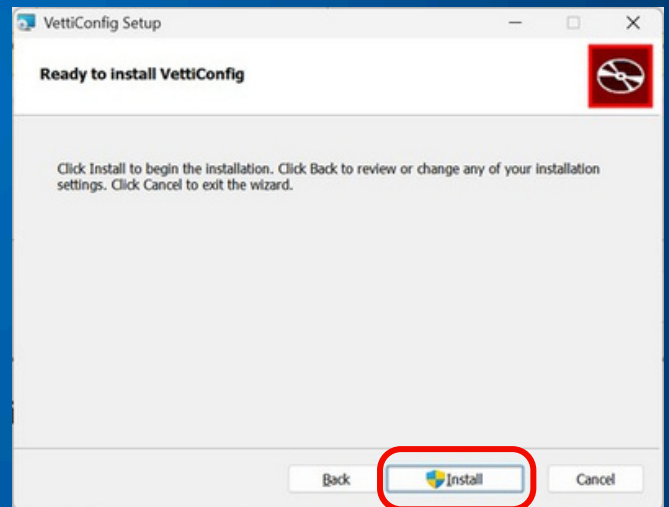 VettiConfig Setup
Ready to install VettiConfig
Click Install to begin the installation. Click Back to review or change any of your installation
settings. Click Cancel to exit the wizard.
Back Install Cancel